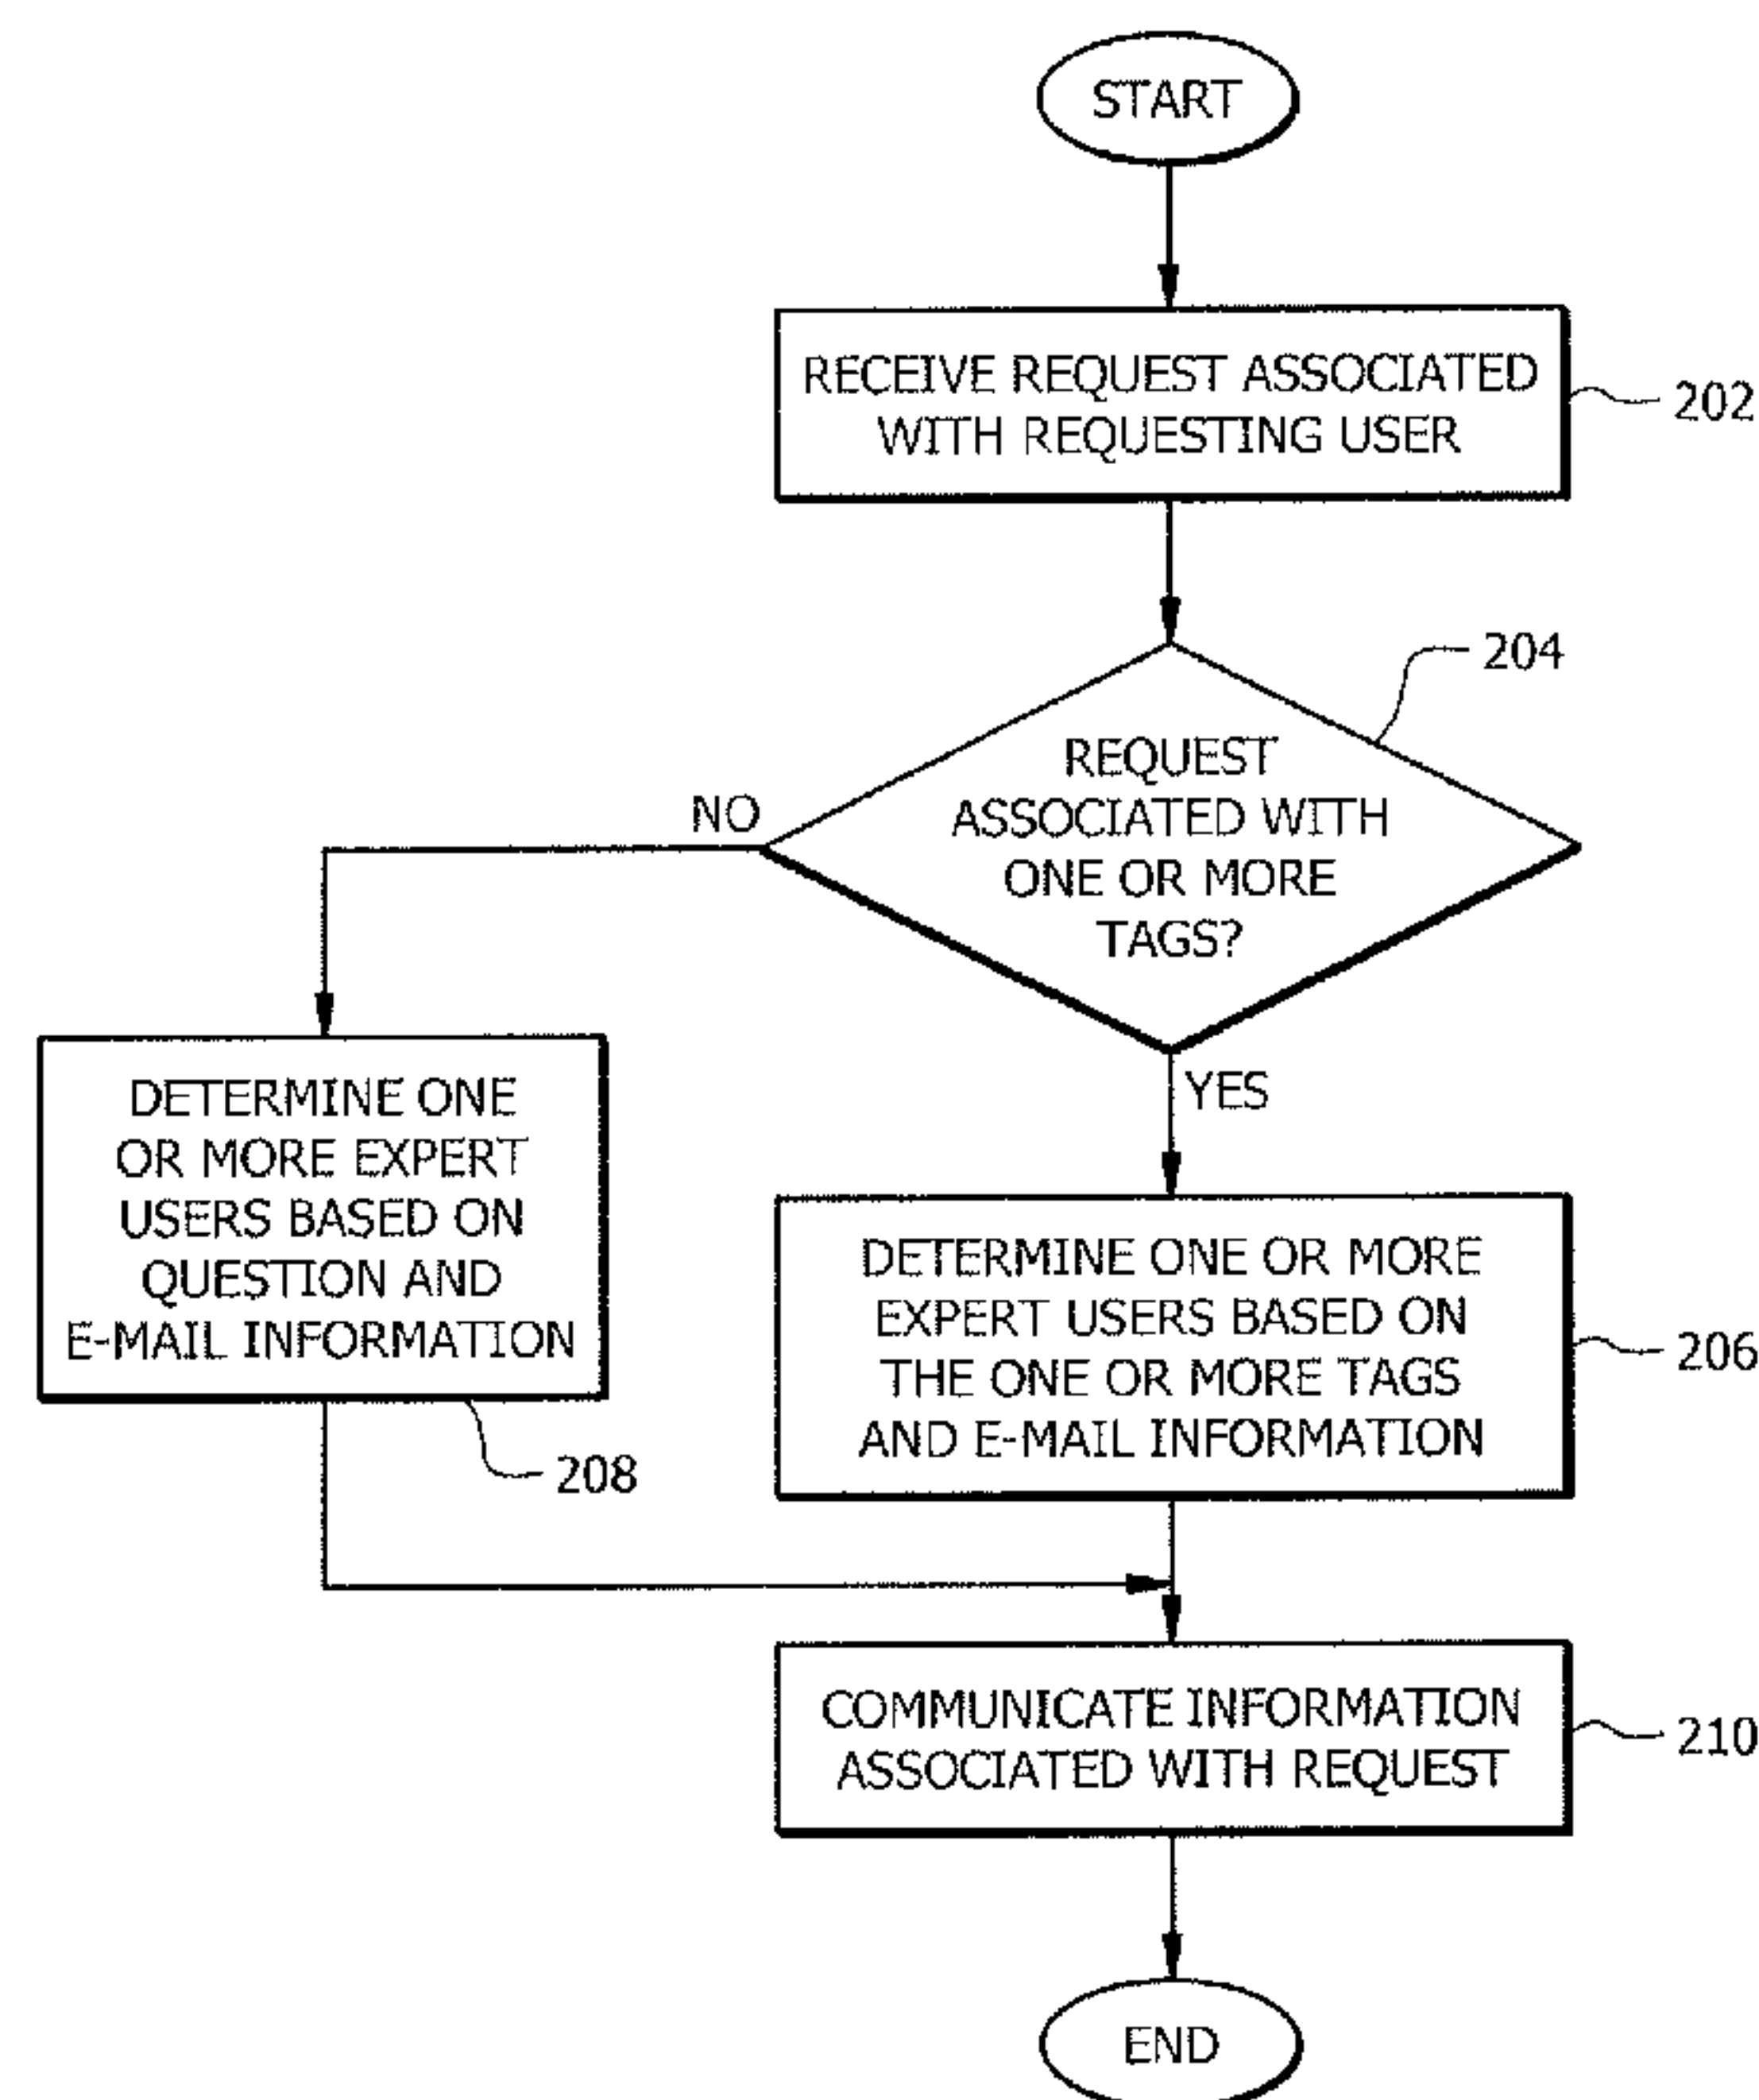 START
RECEIVE REQUEST ASSOCIATED
WITH REQUESTING USER
202
204
REQUEST
ASSOCIATED WITH
ONE OR MORE
TAGS?
NO
YES
DETERMINE ONE
OR MORE EXPERT
USERS BASED ON
QUESTION AND
E-MAIL INFORMATION
208
DETERMINE ONE OR MORE
EXPERT USERS BASED ON
THE ONE OR MORE TAGS
AND E-MAIL INFORMATION
206
COMMUNICATE INFORMATION
ASSOCIATED WITH REQUEST
210
END